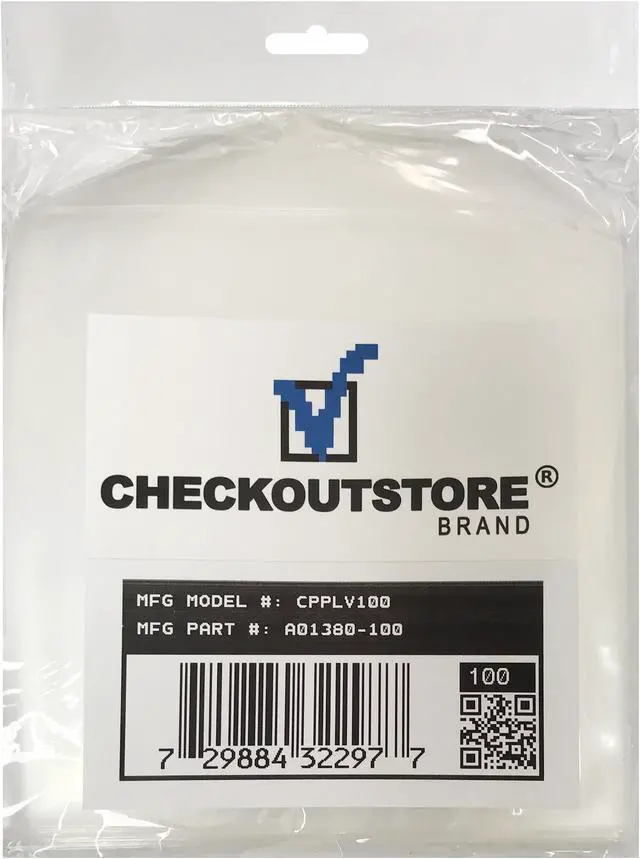 CHECKOUTSTORE®
BRAND
MFG MODEL #: CPPLV100
MFG PART #: A01380-100
100
7 29884 32297 7